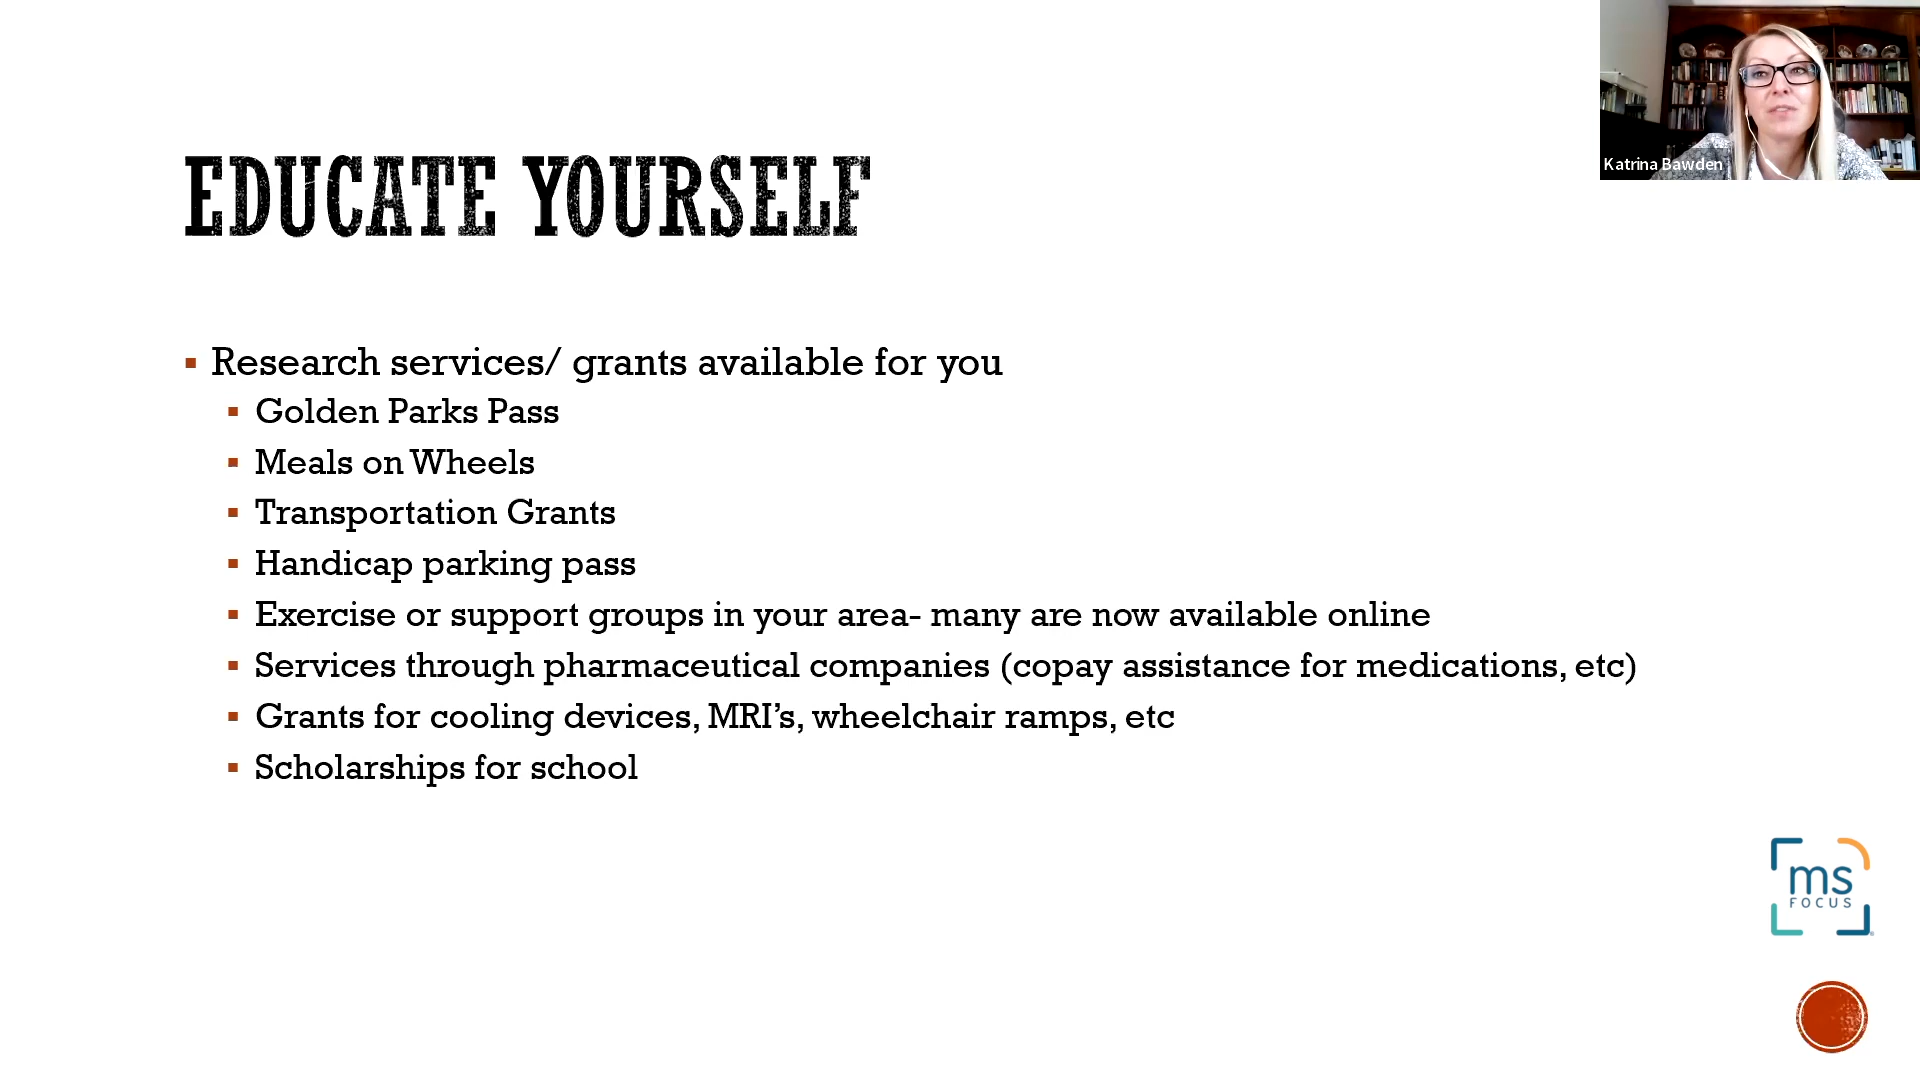 Katrina Bawden
EDUCATE YOURSELF
Research services/ grants available for you
Golden Parks Pass
Meals on Wheels
Transportation Grants
Handicap parking pass
Exercise or support groups in your area- many are now available online
Services through pharmaceutical companies (copay assistance for medications, etc)
Grants for cooling devices, MRI’s, wheelchair ramps, etc
Scholarships for school
ms
FOCUS